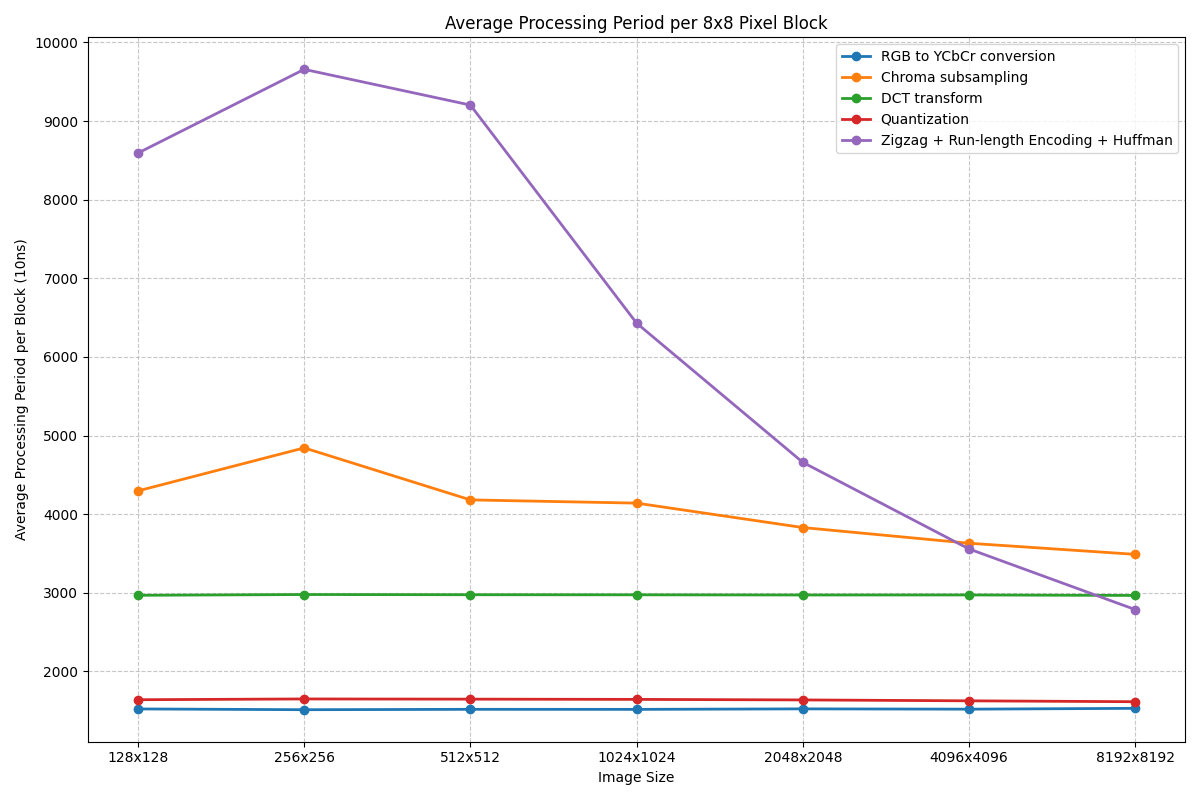 Average Processing Period per 8x8 Pixel Block
RGB to YCbCr conversion
Chroma subsampling
DCT transform
Quantization
Zigzag + Run-length Encoding + Huffman
Average Processing Period per Block (10ns)
10000
9000
8000
7000
6000
5000
4000
3000
2000
128x128
256x256
512x512
1024x1024
2048x2048
4096x4096
8192x8192
Image Size